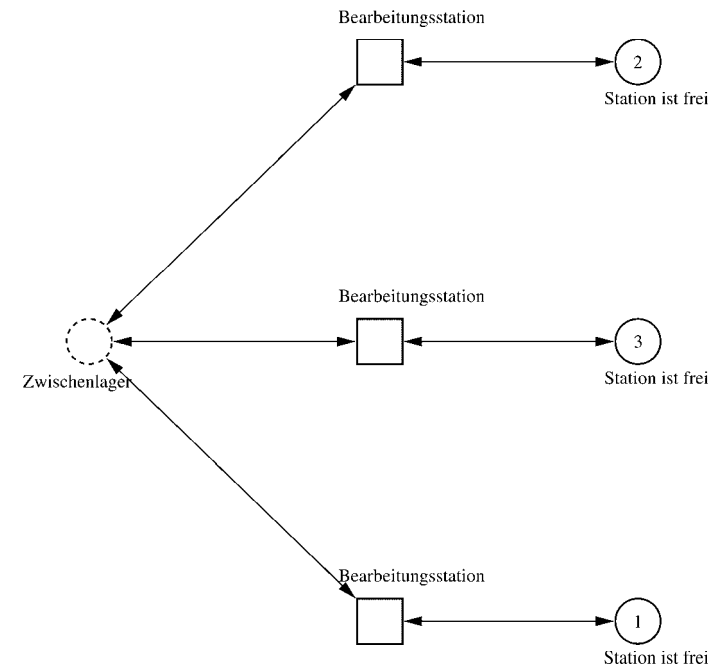 Bearbeitungsstation
2
Station ist frei
Bearbeitungsstation
3
Zwischenlager
Station ist frei
Bearbeitungsstation
1
Station ist frei